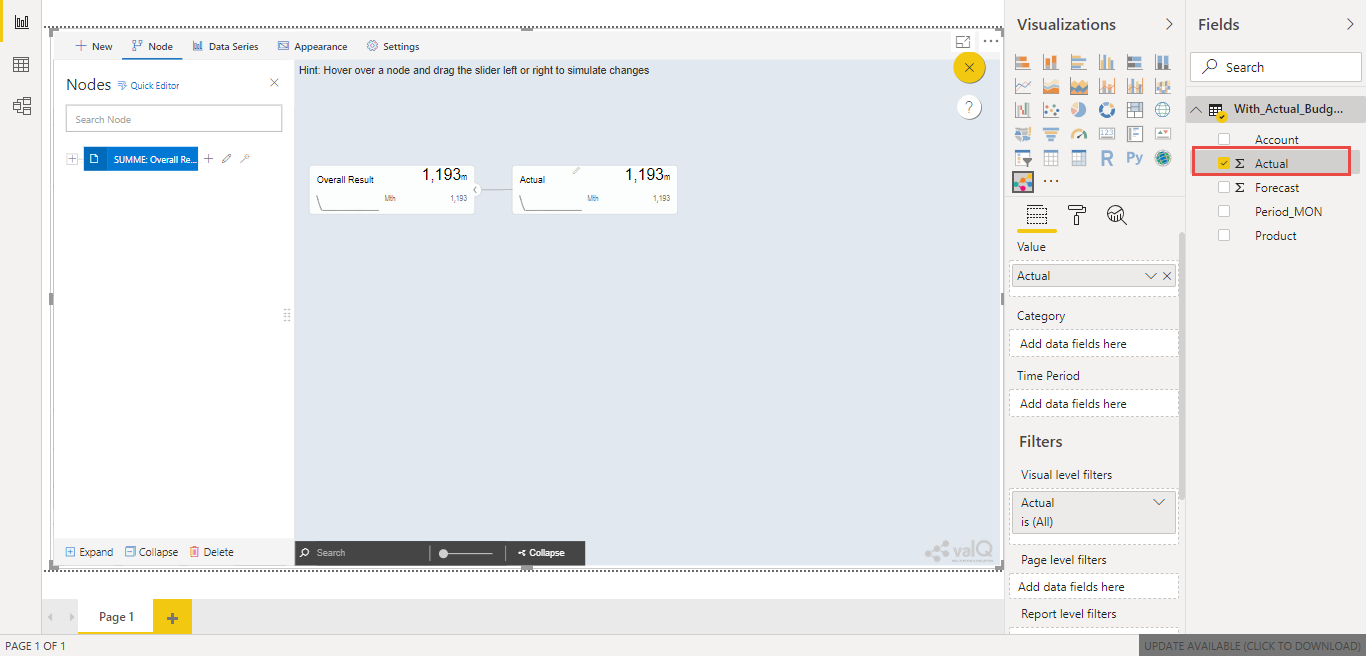 New
Node
Data Series
Appearance
Settings
Nodes
Quick Editor
Search Node
SUMME: Overall Re...
Expand
Collapse
Delete
Hint: Hover over a node and drag the slider left or right to simulate changes
?
Overall Result
1,193m
Mth
1,193
Actual
1,193m
Mth
1,193
Search
Collapse
valQ
Page 1
PAGE 1 OF 1
Visualizations
R
Py
Value
Actual
Category
Add data fields here
Time Period
Add data fields here
Filters
Visual level filters
Actual
is (All)
Page level filters
Add data fields here
Report level filters
Fields
Search
With_Actual_Budg...
Account
Actual
Forecast
Period_MON
Product
UPDATE AVAILABLE (CLICK TO DOWNLOAD)